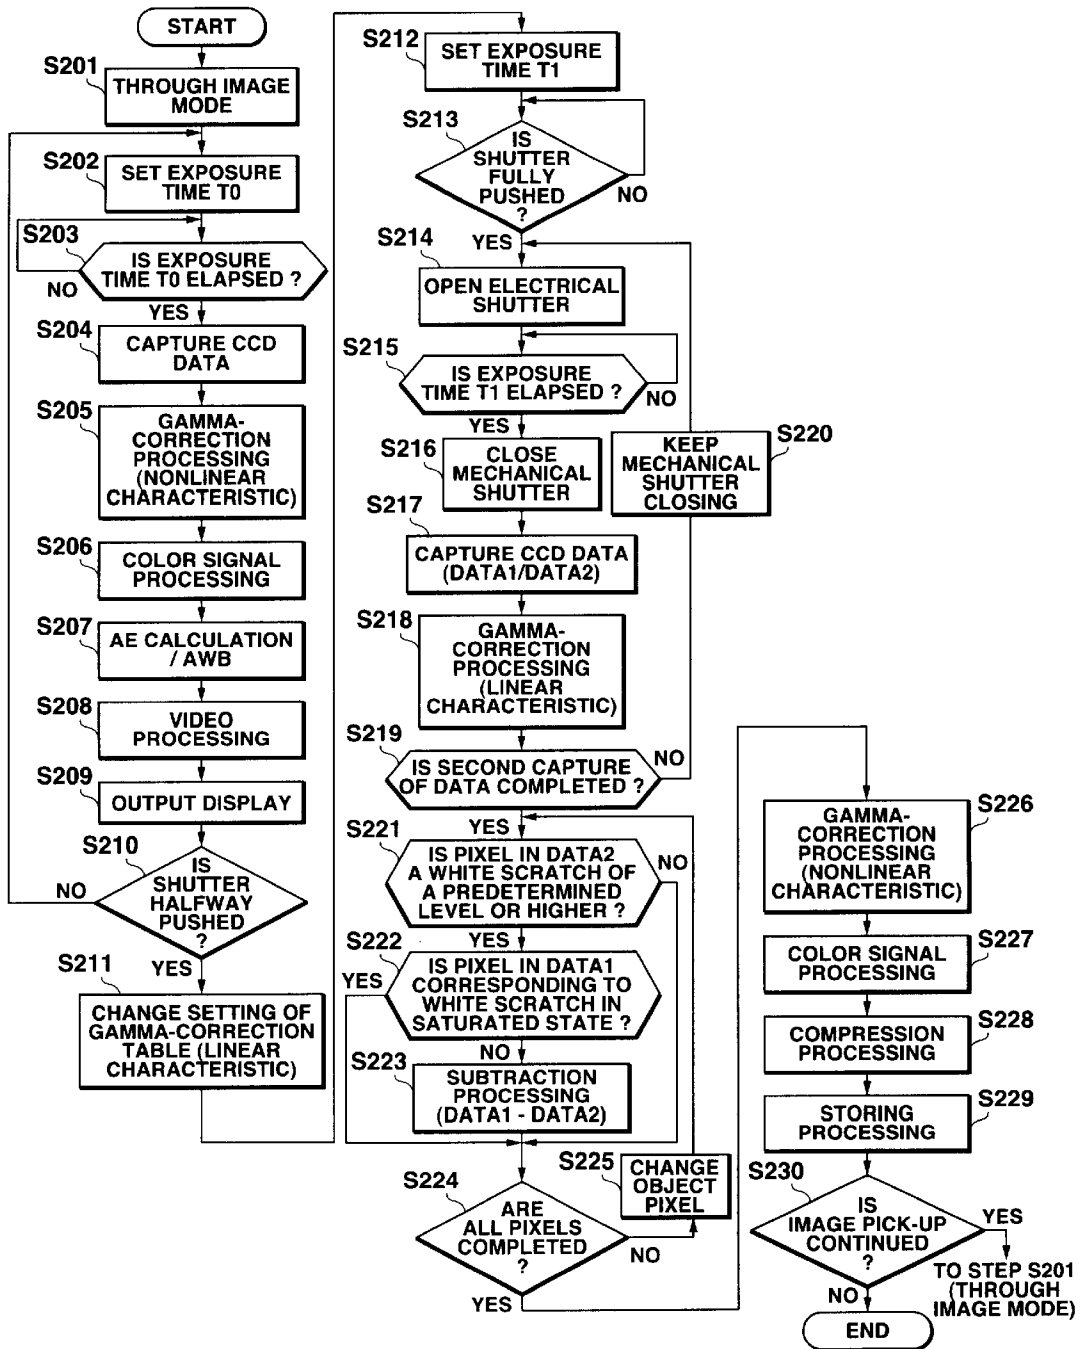 START
S201
THROUGH IMAGE
MODE
S202
SET EXPOSURE
TIME T0
S203
IS EXPOSURE
TIME T0 ELAPSED ?
NO
YES
S204
CAPTURE CCD
DATA
S205
GAMMA-
CORRECTION
PROCESSING
(NONLINEAR
CHARACTERISTIC)
S206
COLOR SIGNAL
PROCESSING
S207
AE CALCULATION
/ AWB
S208
VIDEO
PROCESSING
S209
OUTPUT DISPLAY
S210
IS
SHUTTER
HALFWAY
PUSHED
?
NO
YES
S211
CHANGE SETTING OF
GAMMA-CORRECTION
TABLE (LINEAR
CHARACTERISTIC)
S212
SET EXPOSURE
TIME T1
S213
IS
SHUTTER
FULLY
PUSHED
?
NO
YES
S214
OPEN ELECTRICAL
SHUTTER
S215
IS EXPOSURE
TIME T1 ELAPSED ?
NO
YES
S216
CLOSE
MECHANICAL
SHUTTER
S220
KEEP
MECHANICAL
SHUTTER
CLOSING
S217
CAPTURE CCD DATA
(DATA1/DATA2)
S218
GAMMA-
CORRECTION
PROCESSING
(LINEAR
CHARACTERISTIC)
S219
IS SECOND CAPTURE
OF DATA COMPLETED ?
NO
YES
S221
IS PIXEL IN DATA2
A WHITE SCRATCH OF
A PREDETERMINED
LEVEL OR HIGHER ?
NO
YES
S222
IS PIXEL IN DATA1
CORRESPONDING TO
WHITE SCRATCH IN
SATURATED STATE ?
YES
NO
S223
SUBTRACTION
PROCESSING
(DATA1 - DATA2)
S224
ARE
ALL PIXELS
COMPLETED
?
NO
YES
S225
CHANGE
OBJECT
PIXEL
S226
GAMMA-
CORRECTION
PROCESSING
(NONLINEAR
CHARACTERISTIC)
S227
COLOR SIGNAL
PROCESSING
S228
COMPRESSION
PROCESSING
S229
STORING
PROCESSING
S230
IS
IMAGE PICK-UP
CONTINUED
?
YES
TO STEP S201
(THROUGH
IMAGE MODE)
NO
END